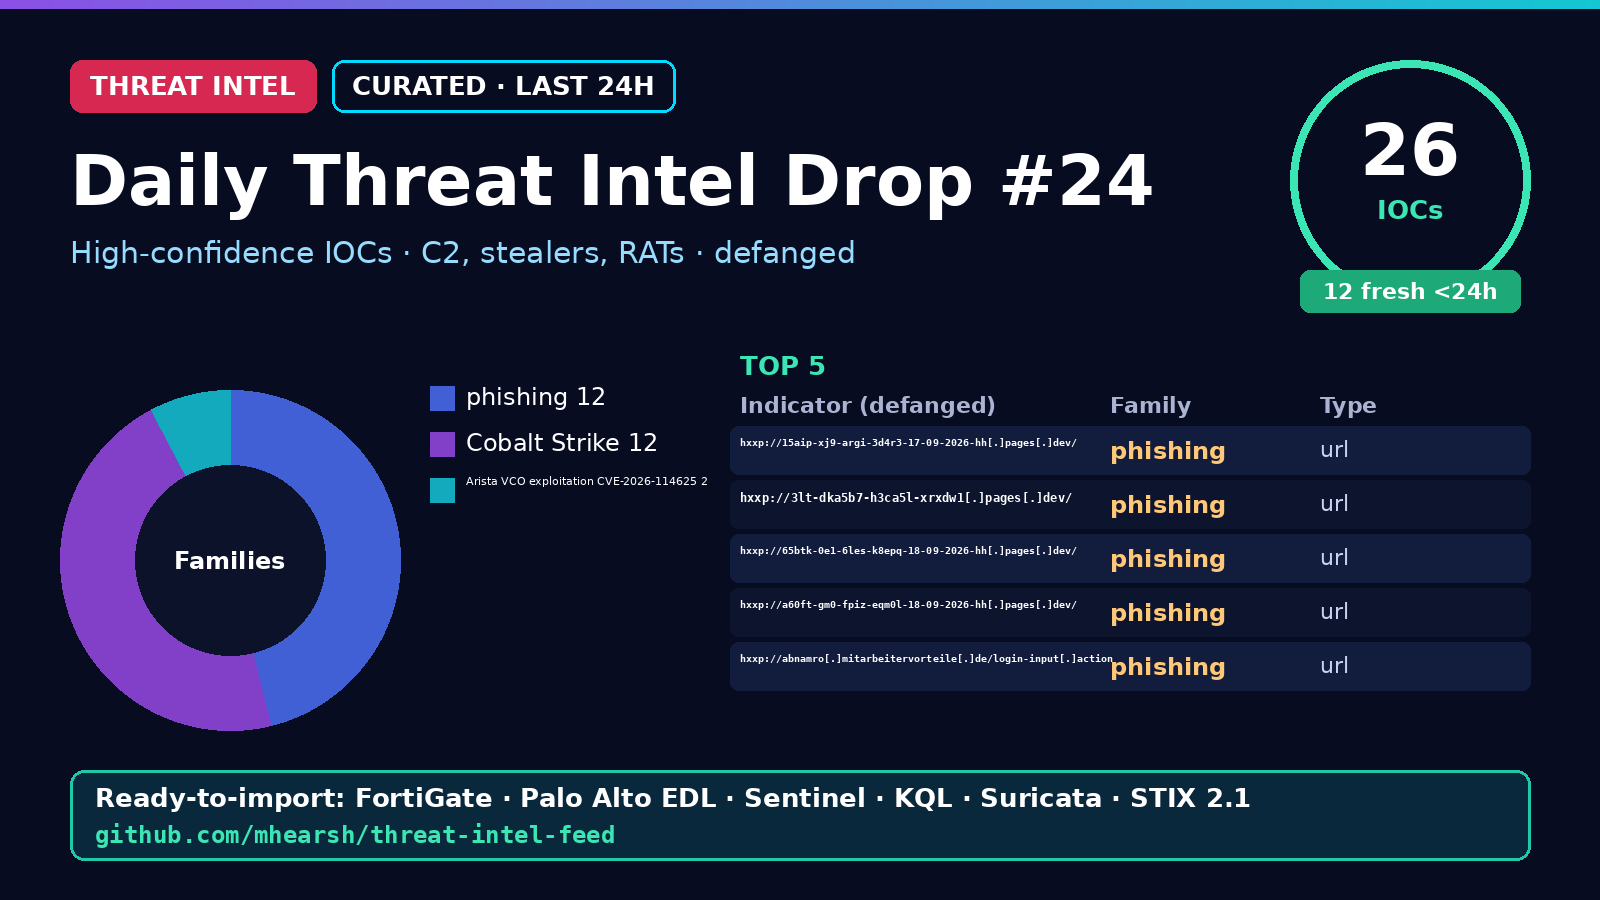 THREAT INTEL
CURATED · LAST 24H
Daily Threat Intel Drop #24
High-confidence IOCs · C2, stealers, RATs · defanged
26
IOCs
12 fresh <24h
Families
phishing 12
Cobalt Strike 12
Arista VCO exploitation CVE-2026-114625 2
TOP 5
Indicator (defanged) Family Type
hxxp://15aip-xj9-argi-3d4r3-17-09-2026-hh[.]pages[.]dev/ phishing url
hxxp://3lt-dka5b7-h3ca5l-xrxdw1[.]pages[.]dev/ phishing url
hxxp://65btk-0e1-6les-k8epq-18-09-2026-hh[.]pages[.]dev/ phishing url
hxxp://a60ft-gm0-fpiz-eqm0l-18-09-2026-hh[.]pages[.]dev/ phishing url
hxxp://abnamro[.]mitarbeitervorteile[.]de/login-input[.]action phishing url
Ready-to-import: FortiGate · Palo Alto EDL · Sentinel · KQL · Suricata · STIX 2.1
github.com/mhearsh/threat-intel-feed